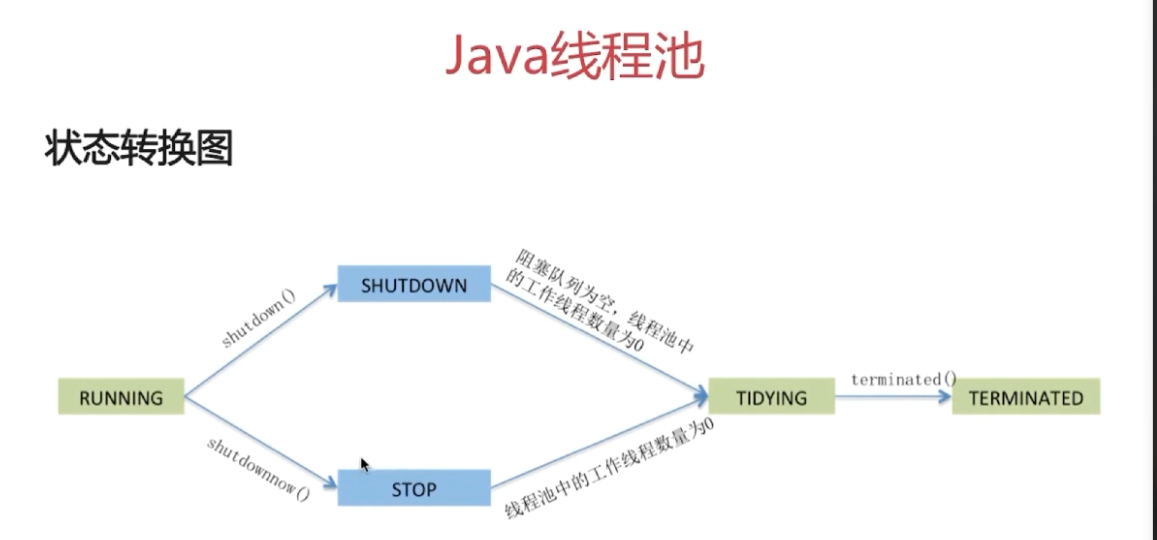 Java线程池
状态转换图
阻塞队列为空，线程池中
的工作线程数量为0
SHUTDOWN
shutdown()
RUNNING
TIDYING
terminated()
TERMINATED
shutdownnow()
STOP
线程池中的工作线程数量为0